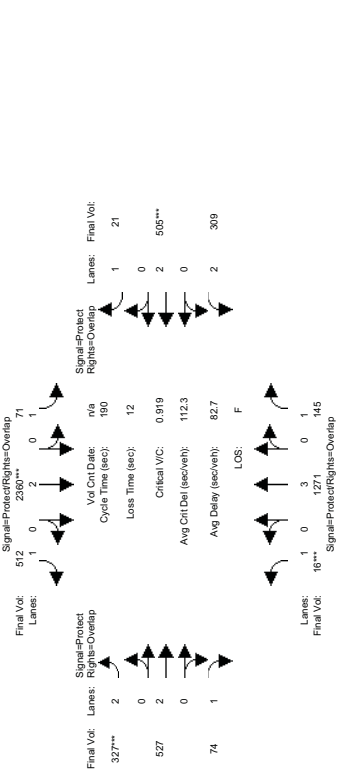 Signal=Protect/Rights=Overlap
Final Vol: 512 2360*** 71
Lanes: 1 0 2 0 1
Signal=Protect Signal=Protect
Final Vol: Lanes: Rights=Overlap Vol Cnt Date: n/a Rights=Overlap Lanes: Final Vol:
Cycle Time (sec): 190
327*** 2 1 21
Loss Time (sec): 12
0 0
527 2 Critical V/C: 0.919 2 505***
0 Avg Crit Del (sec/veh): 112.3 0
74 1 Avg Delay (sec/veh): 82.7 2 309
LOS: F
Lanes: 1 0 3 0 1
Final Vol: 16*** 1271 145
Signal=Protect/Rights=Overlap